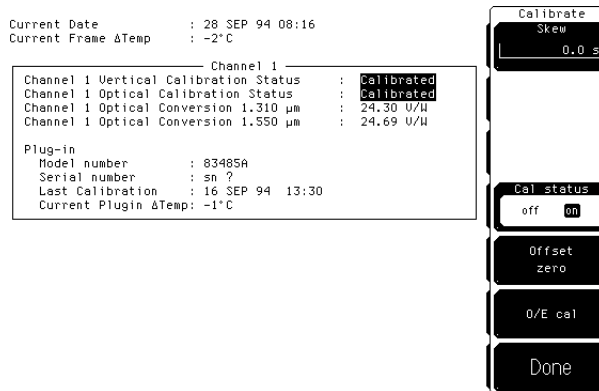 Current Date : 28 SEP 94 08:16
Current Frame ΔTemp : -2°C
Channel 1
Channel 1 Vertical Calibration Status : Calibrated
Channel 1 Optical Calibration Status : Calibrated
Channel 1 Optical Conversion 1.310 µm : 24.30 V/W
Channel 1 Optical Conversion 1.550 µm : 24.69 V/W
Plug-in
Model number : 83485A
Serial number : sn ?
Last Calibration : 16 SEP 94 13:30
Current Plugin ΔTemp: -1°C
Calibrate
Skew
0.0 s
Cal status
off on
Offset
zero
O/E cal
Done